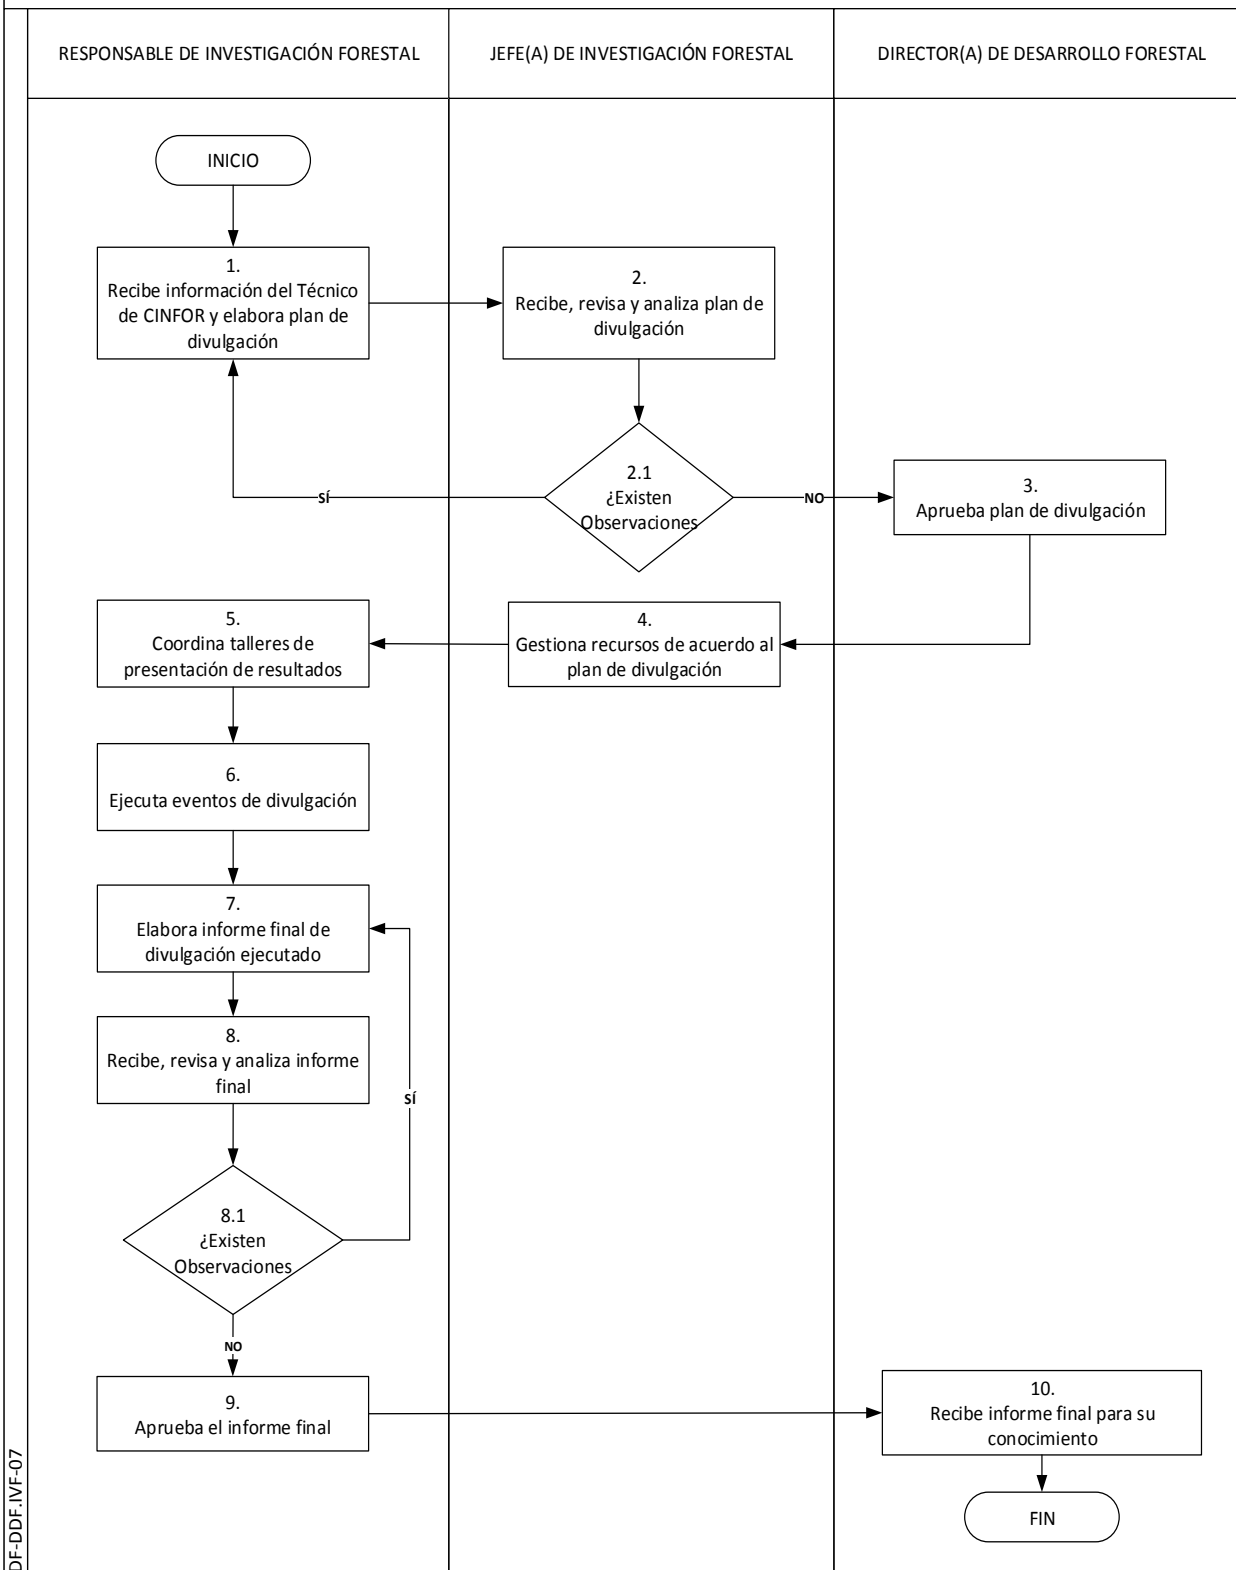 RESPONSABLE DE INVESTIGACIÓN FORESTAL
JEFE(A) DE INVESTIGACIÓN FORESTAL
DIRECTOR(A) DE DESARROLLO FORESTAL
INICIO
1.
Recibe información del Técnico
de CINFOR y elabora plan de
divulgación
2.
Recibe, revisa y analiza plan de
divulgación
2.1
¿Existen
Observaciones
SÍ
NO
3.
Aprueba plan de divulgación
4.
Gestiona recursos de acuerdo al
plan de divulgación
5.
Coordina talleres de
presentación de resultados
6.
Ejecuta eventos de divulgación
7.
Elabora informe final de
divulgación ejecutado
8.
Recibe, revisa y analiza informe
final
SÍ
8.1
¿Existen
Observaciones
NO
9.
Aprueba el informe final
10.
Recibe informe final para su
conocimiento
FIN
DF-DDF.IVF-07